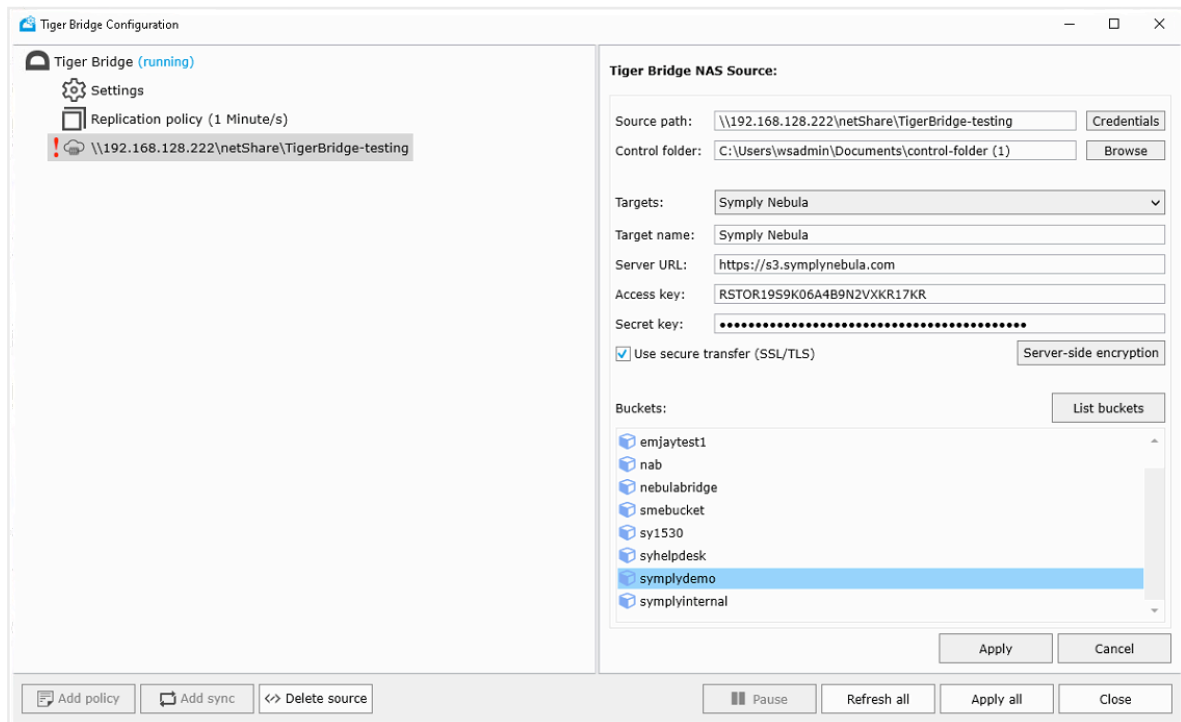 Tiger Bridge Configuration
Tiger Bridge (running)
Settings
Replication policy (1 Minute/s)
! \\192.168.128.222\netShare\TigerBridge-testing
Tiger Bridge NAS Source:
Source path: \\192.168.128.222\netShare\TigerBridge-testing Credentials
Control folder: C:\Users\wsadmin\Documents\control-folder (1) Browse
Targets: Symply Nebula
Target name: Symply Nebula
Server URL: https://s3.symplynebula.com
Access key: RSTOR19S9K06A4B9N2VXKR17KR
Secret key: ●●●●●●●●●●●●●●●●●●●●●●●●●●●●●●●●●●●●●●●●●●●
Use secure transfer (SSL/TLS) Server-side encryption
Buckets: List buckets
emjaytest1
nab
nebulabridge
smebucket
sy1530
syhelpdesk
symplydemo
symplyinternal
Apply Cancel
Add policy Add sync Delete source Pause Refresh all Apply all Close